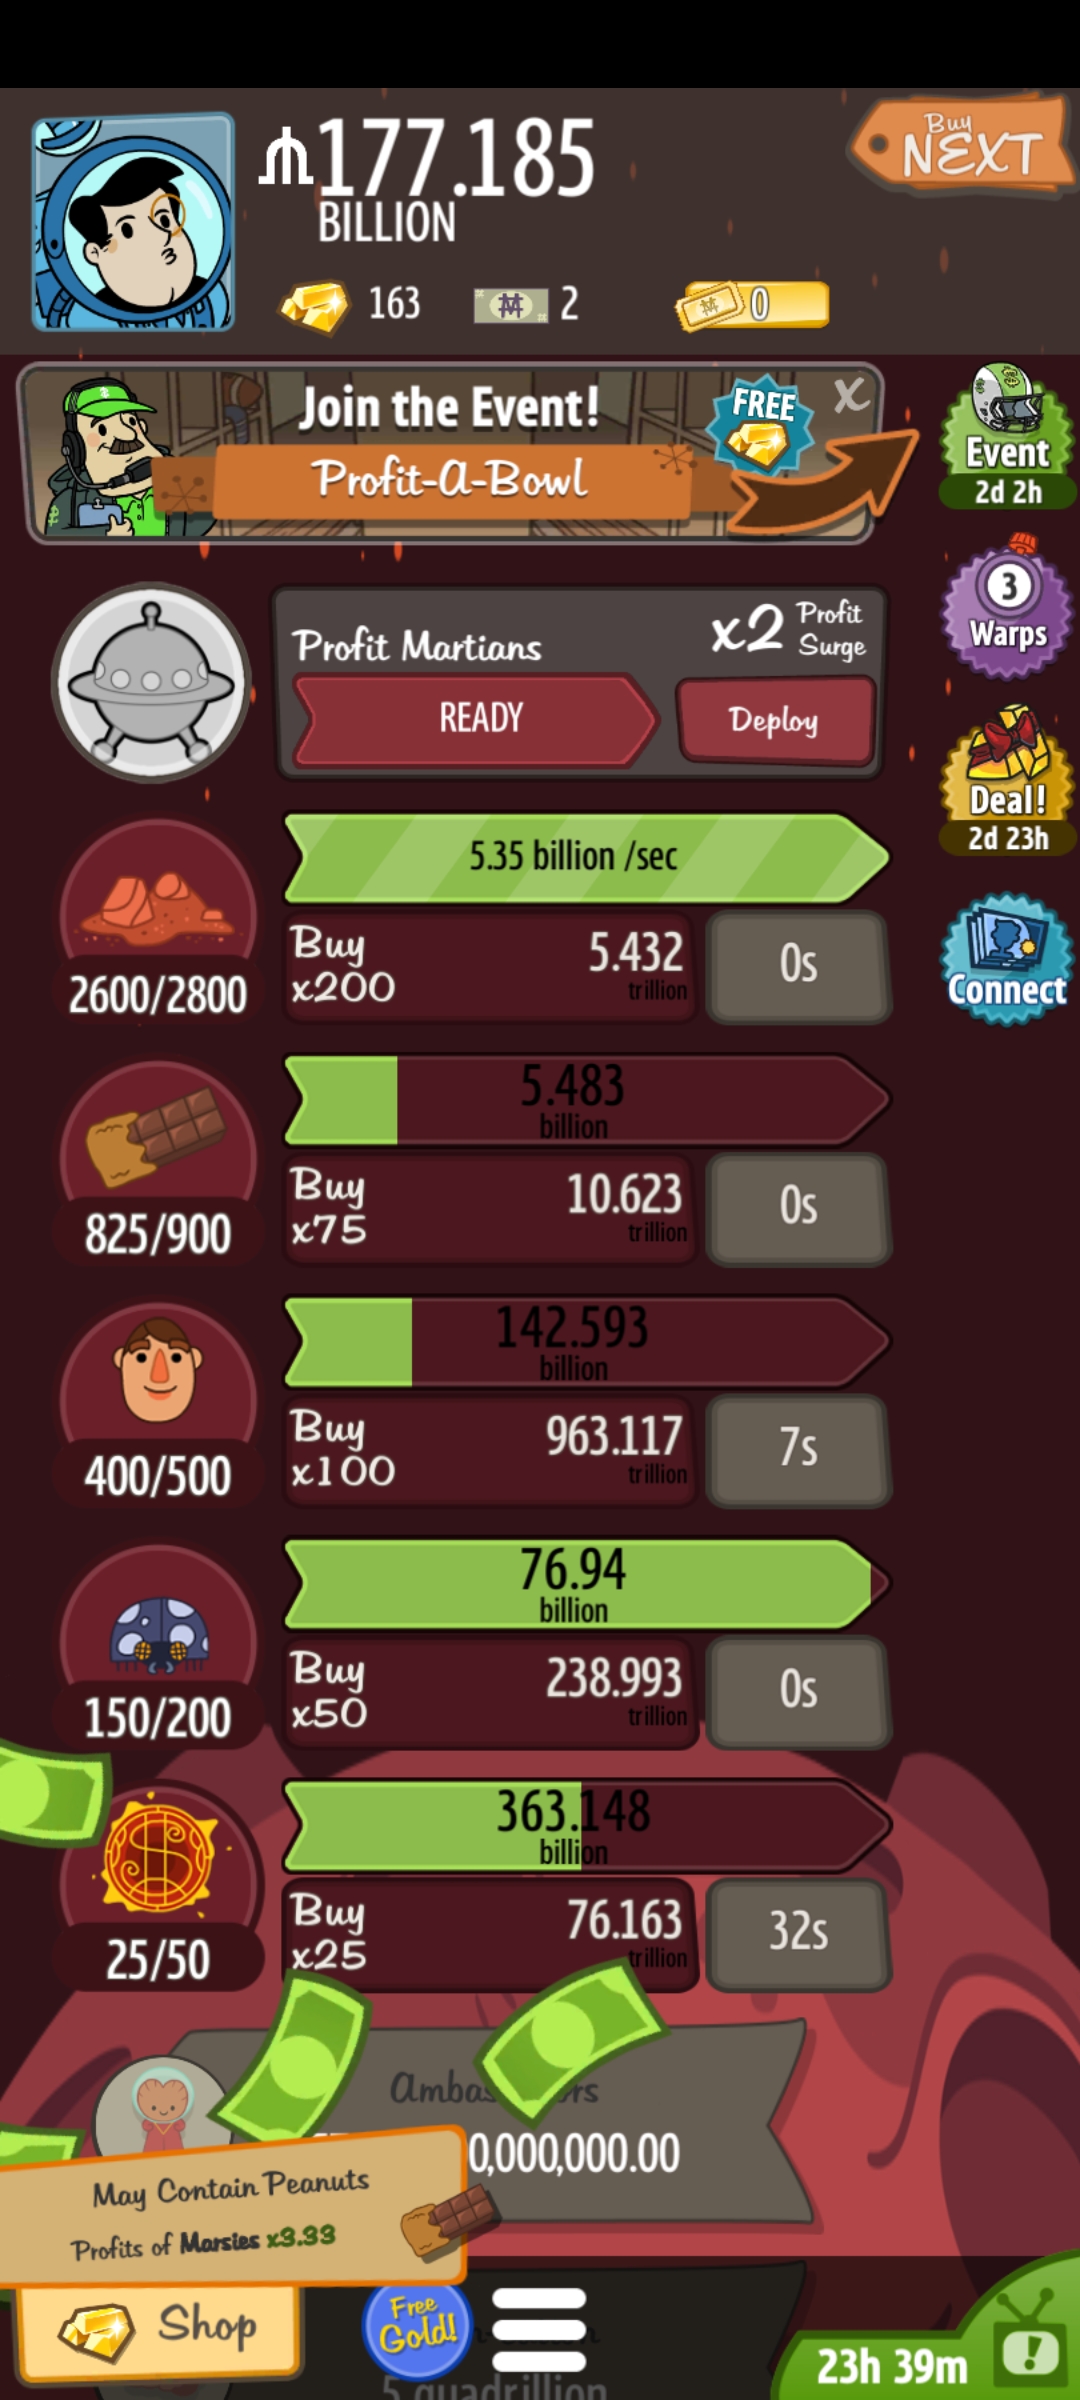 177.185
BILLION
Buy
NEXT
163
2
0
Join the Event!
FREE
Profit-A-Bowl
X
Event
2d 2h
3
Warps
Profit Martians
x2 Profit Surge
READY
Deploy
Deal!
2d 23h
5.35 billion /sec
Buy x200
5.432 trillion
0s
2600/2800
Connect
5.483
billion
Buy x75
10.623 trillion
0s
825/900
142.593
billion
Buy x100
963.117 trillion
7s
400/500
76.94
billion
Buy x50
238.993 trillion
0s
150/200
363.148
billion
Buy x25
76.163 trillion
32s
25/50
0,000,000.00
May Contain Peanuts
Profits of Marsies x3.33
Shop
Free Gold!
5 quadrillion
23h 39m